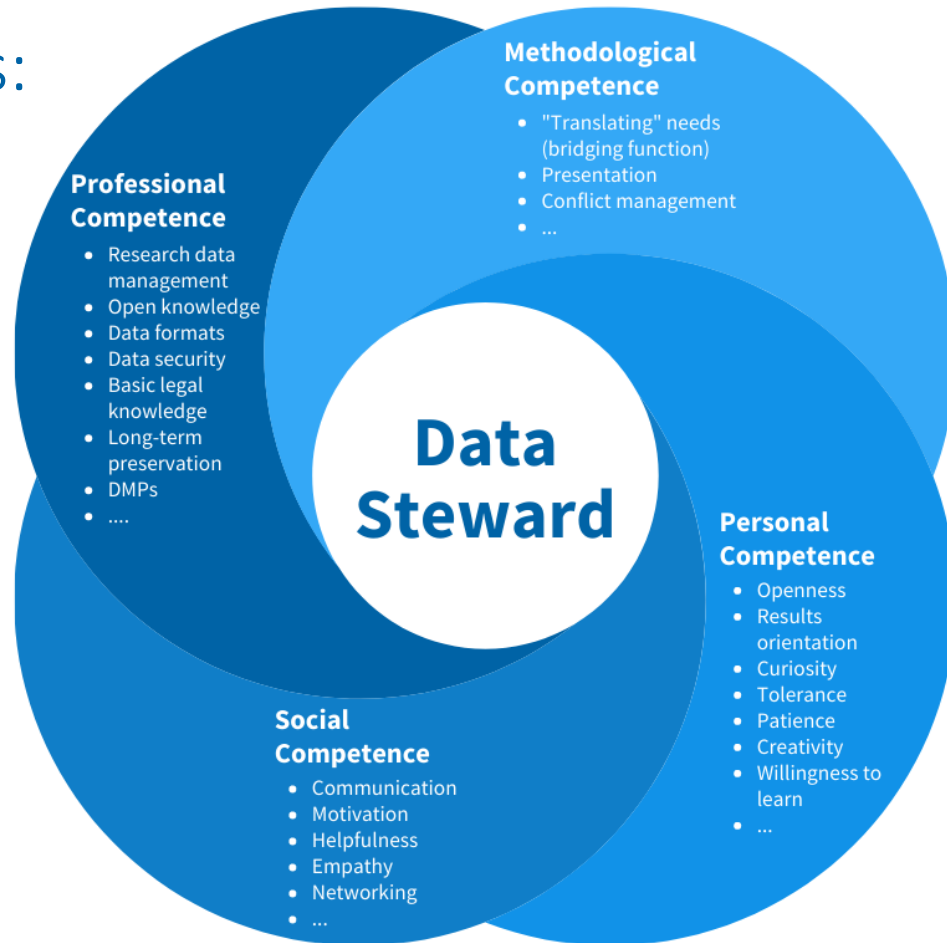 s:
Methodological
Competence
• "Translating" needs
(bridging function)
• Presentation
• Conflict management
• ...
Professional
Competence
• Research data
management
• Open knowledge
• Data formats
• Data security
• Basic legal
knowledge
• Long-term
preservation
• DMPs
• ....
Data
Steward
Personal
Competence
• Openness
• Results
orientation
• Curiosity
• Tolerance
• Patience
• Creativity
• Willingness to
learn
• ...
Social
Competence
• Communication
• Motivation
• Helpfulness
• Empathy
• Networking
• ...